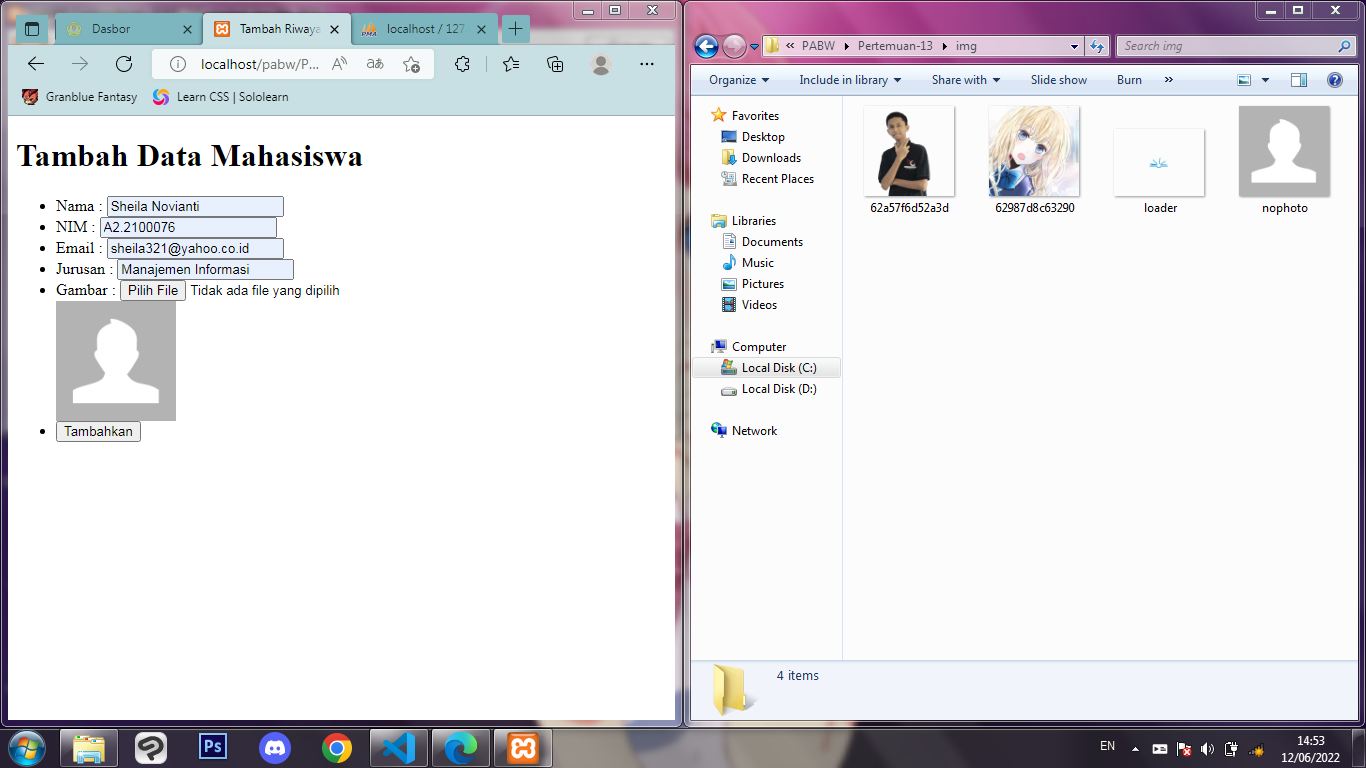 Dasbor
Tambah Riwaya
localhost / 127
localhost/pabw/P...
Granblue Fantasy
Learn CSS | Sololearn
Tambah Data Mahasiswa
Nama : Sheila Novianti
NIM : A2.2100076
Email : sheila321@yahoo.co.id
Jurusan : Manajemen Informasi
Gambar : Pilih File Tidak ada file yang dipilih
Tambahkan
« PABW Pertemuan-13 img
Search img
Organize Include in library Share with Slide show Burn »
Favorites
Desktop
Downloads
Recent Places
Libraries
Documents
Music
Pictures
Videos
Computer
Local Disk (C:)
Local Disk (D:)
Network
62a57f6d52a3d
62987d8c63290
loader
nophoto
4 items
Ps
EN
14:53
12/06/2022